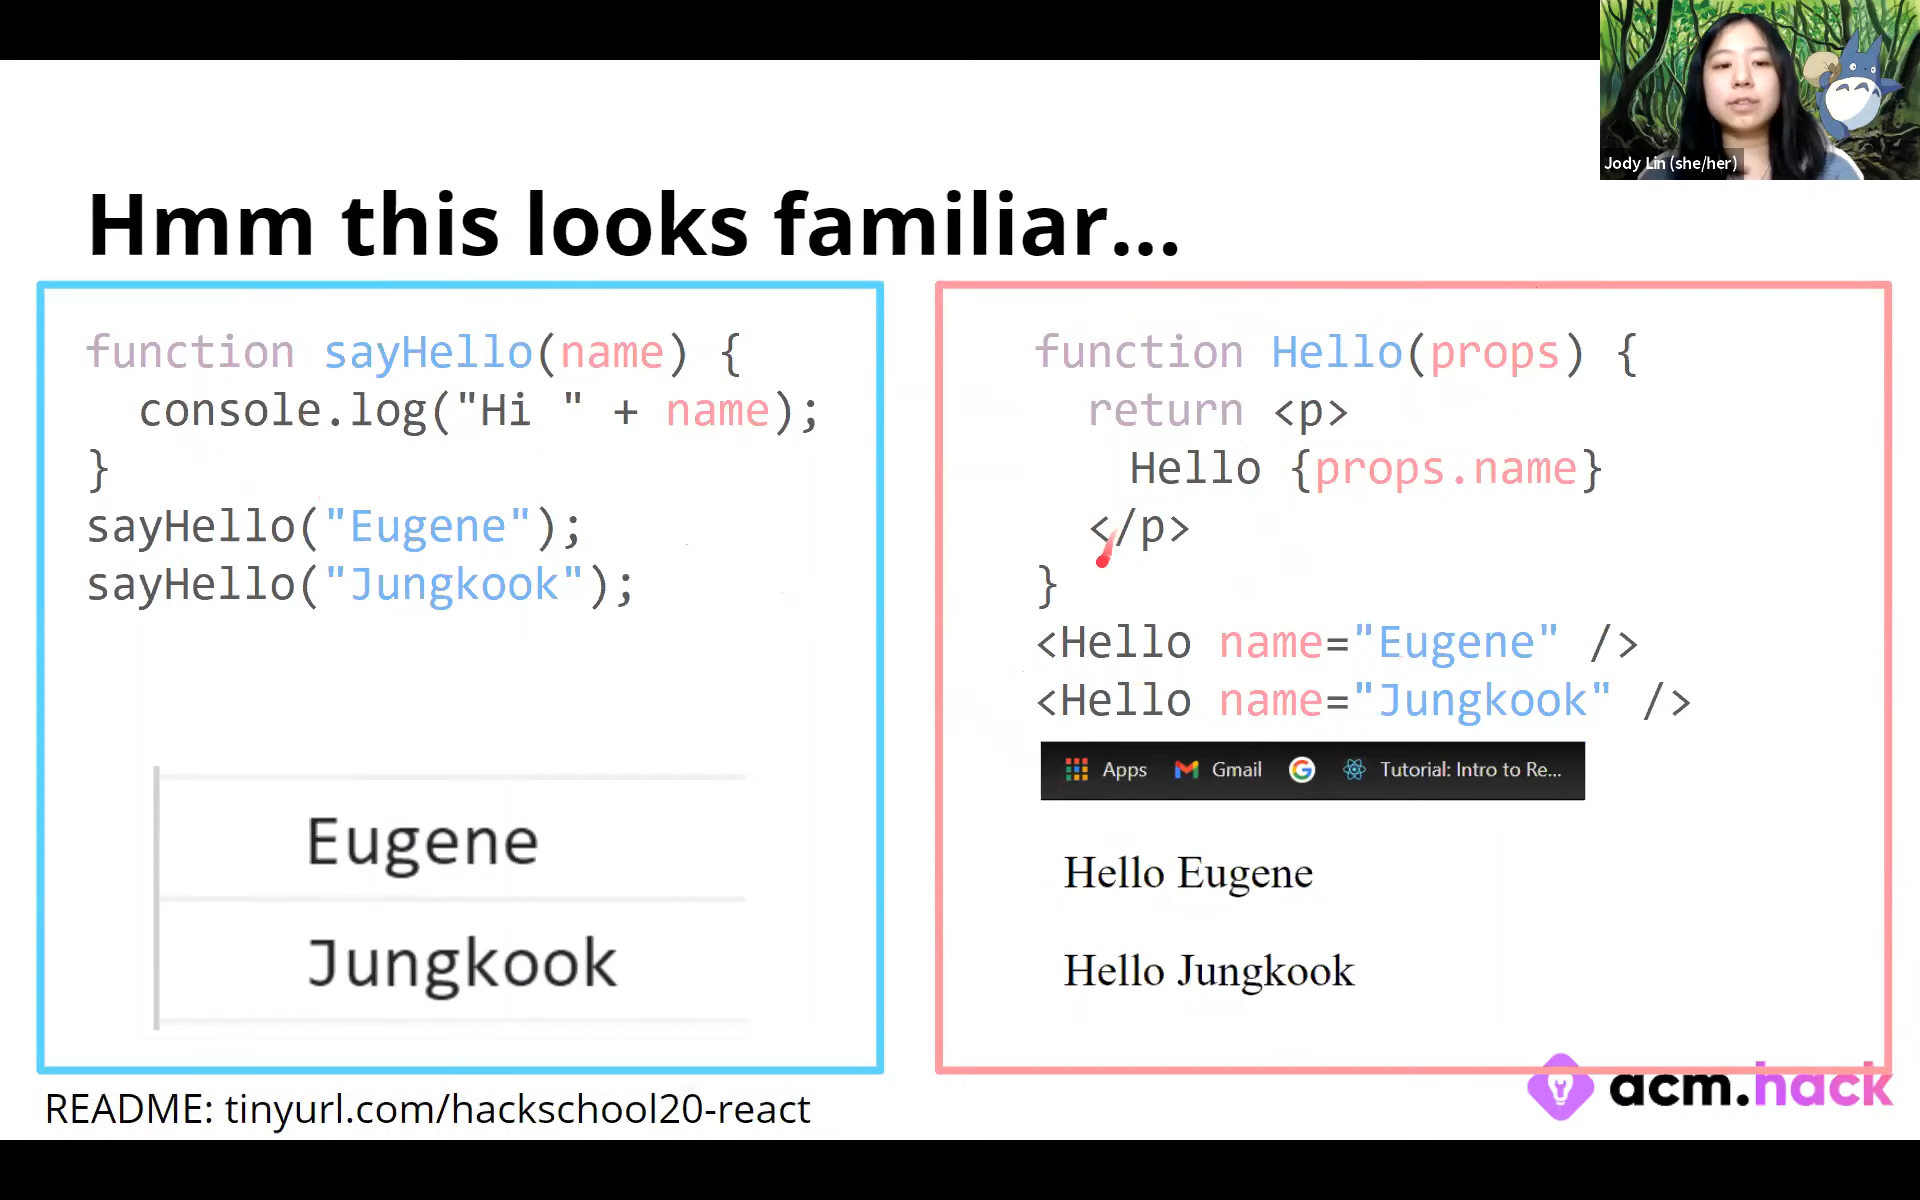 Jody Lin (she/her)
Hmm this looks familiar...
function sayHello(name) {
console.log("Hi " + name);
}
sayHello("Eugene");
sayHello("Jungkook");
Eugene
Jungkook
function Hello(props) {
return <p>
Hello {props.name}
</p>
}
<Hello name="Eugene" />
<Hello name="Jungkook" />
Apps Gmail Tutorial: Intro to Re...
Hello Eugene
Hello Jungkook
README: tinyurl.com/hackschool20-react
acm.hack